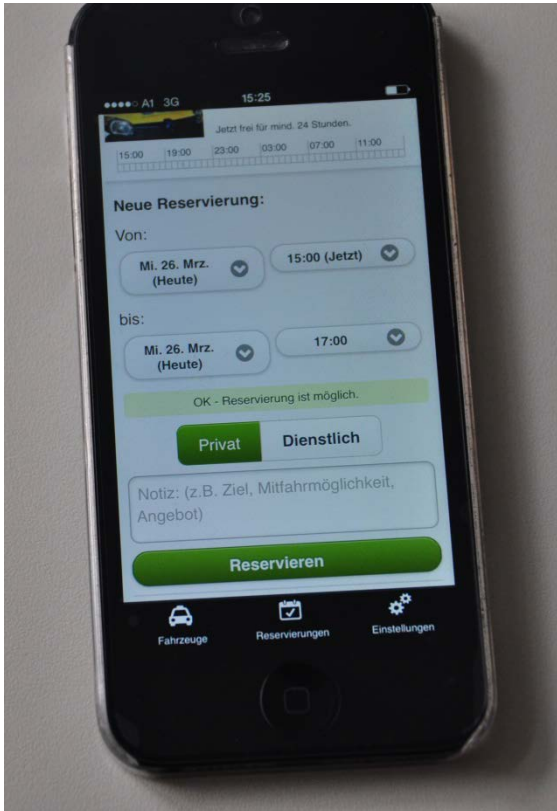 A1 3G 15:25
Jetzt frei für mind. 24 Stunden.
15:00 19:00 23:00 03:00 07:00 11:00
Neue Reservierung:
Von:
Mi. 26. Mrz.
(Heute)
15:00 (Jetzt)
bis:
Mi. 26. Mrz.
(Heute)
17:00
OK - Reservierung ist möglich.
Privat Dienstlich
Notiz: (z.B. Ziel, Mitfahrmöglichkeit,
Angebot)
Reservieren
Fahrzeuge Reservierungen Einstellungen